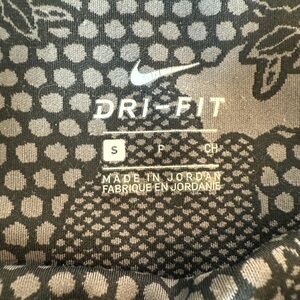 DRI-FIT
S P CH
MADE IN JORDAN
FABRIQUÉ EN JORDANIE